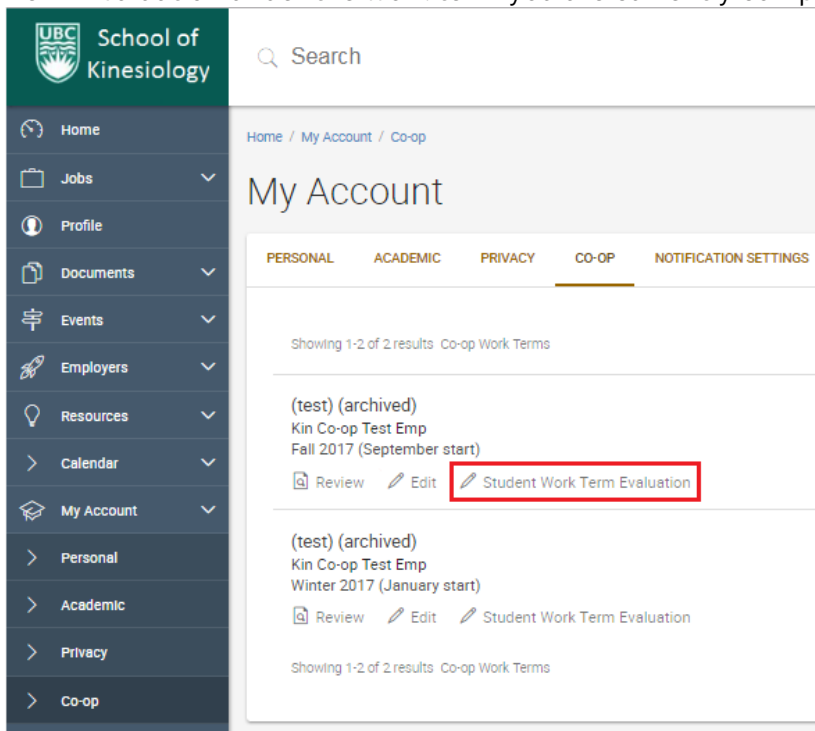 UBC
School of
Kinesiology
Search
Home
Jobs
Profile
Documents
Events
Employers
Resources
Calendar
My Account
Personal
Academic
Privacy
Co-op
Home / My Account / Co-op
My Account
PERSONAL ACADEMIC PRIVACY CO-OP NOTIFICATION SETTINGS
Showing 1-2 of 2 results Co-op Work Terms
(test) (archived)
Kin Co-op Test Emp
Fall 2017 (September start)
Review Edit Student Work Term Evaluation
(test) (archived)
Kin Co-op Test Emp
Winter 2017 (January start)
Review Edit Student Work Term Evaluation
Showing 1-2 of 2 results Co-op Work Terms